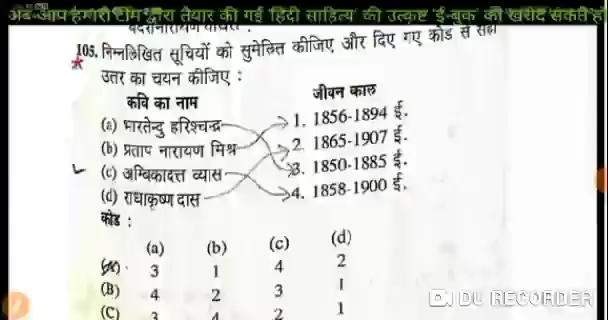 अब आप हमारी टीम द्वारा तैयार की गई हिंदी साहित्य की उत्कृष्ट ई-बुक को खरीद सकते हैं
105. निम्नलिखित सूचियों को सुमेलित कीजिए और दिए गए कोड से सही
उतर का चयन कीजिए :
कवि का नाम जीवन काल
(a) भारतेन्दु हरिश्चन्द्र 1. 1856-1894 ई.
(b) प्रताप नारायण मिश्र 2. 1865-1907 ई.
(c) अम्बिकादत्त व्यास 3. 1850-1885 ई.
(d) राधाकृष्ण दास 4. 1858-1900 ई.
कोड :
(a) (b) (c) (d)
(A) 3 1 4 2
(B) 4 2 3 1
(C) 3 4 2 1
DU RECORDER